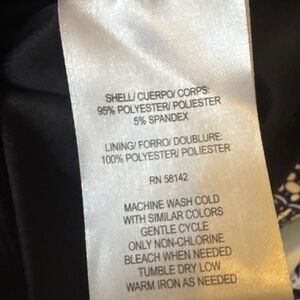 SHELL/ CUERPO/ CORPS:
95% POLYESTER/ POLIESTER
5% SPANDEX
LINING/ FORRO/ DOUBLURE:
100% POLYESTER/ POLIESTER
RN 58142
MACHINE WASH COLD
WITH SIMILAR COLORS
GENTLE CYCLE
ONLY NON-CHLORINE
BLEACH WHEN NEEDED
TUMBLE DRY LOW
WARM IRON AS NEEDED